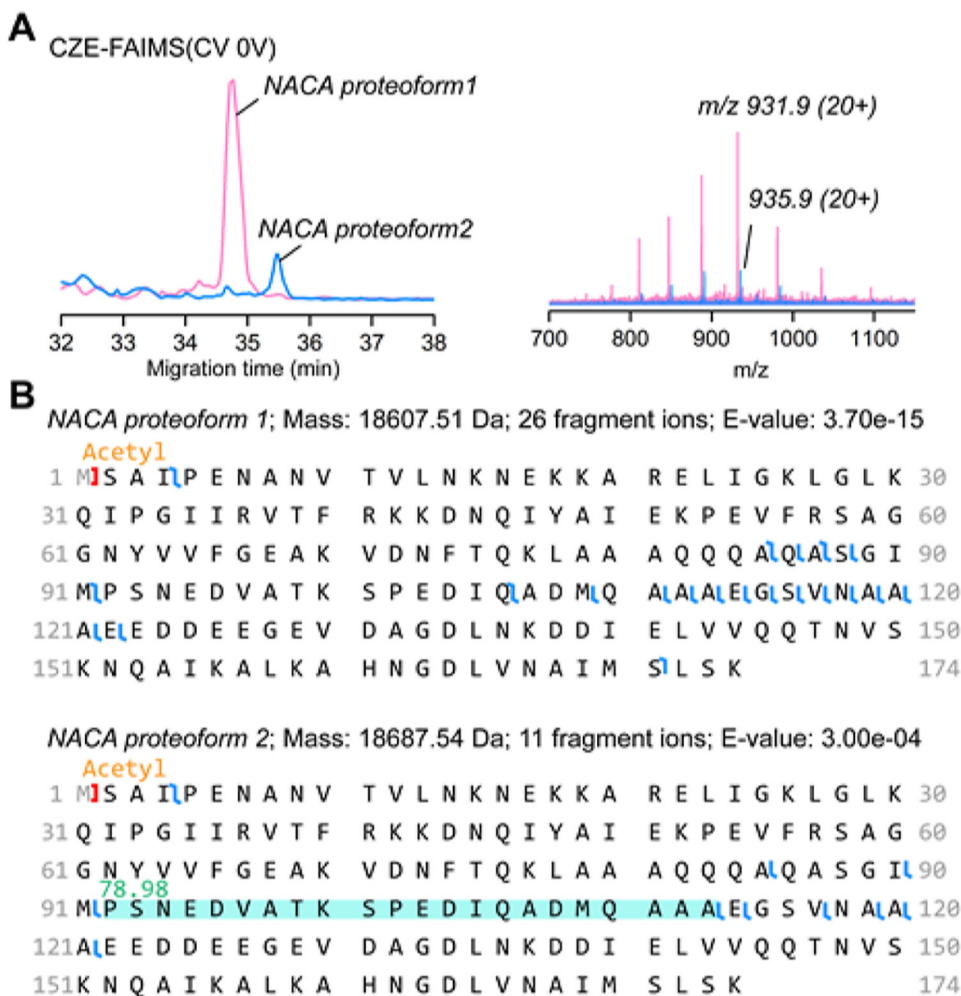 A
CZE-FAIMS(CV 0V)
NACA proteoform1
NACA proteoform2
32 33 34 35 36 37 38
Migration time (min)
m/z 931.9 (20+)
935.9 (20+)
700 800 900 1000 1100
m/z
B
NACA proteoform 1; Mass: 18607.51 Da; 26 fragment ions; E-value: 3.70e-15
Acetyl
1 M S A I P E N A N V T V L N K N E K K A R E L I G K L G L K 30
31 Q I P G I I R V T F R K K D N Q I Y A I E K P E V F R S A G 60
61 G N Y V V F G E A K V D N F T Q K L A A A Q Q Q A Q A S G I 90
91 M P S N E D V A T K S P E D I Q A D M Q A A A E G S V N A A 120
121 A E E D D E E G E V D A G D L N K D D I E L V V Q Q T N V S 150
151 K N Q A I K A L K A H N G D L V N A I M S L S K 174
NACA proteoform 2; Mass: 18687.54 Da; 11 fragment ions; E-value: 3.00e-04
Acetyl
1 M S A I P E N A N V T V L N K N E K K A R E L I G K L G L K 30
31 Q I P G I I R V T F R K K D N Q I Y A I E K P E V F R S A G 60
61 G N Y V V F G E A K V D N F T Q K L A A A Q Q Q A Q A S G I 90
78.98
91 M P S N E D V A T K S P E D I Q A D M Q A A A E G S V N A A 120
121 A E E D D E E G E V D A G D L N K D D I E L V V Q Q T N V S 150
151 K N Q A I K A L K A H N G D L V N A I M S L S K 174